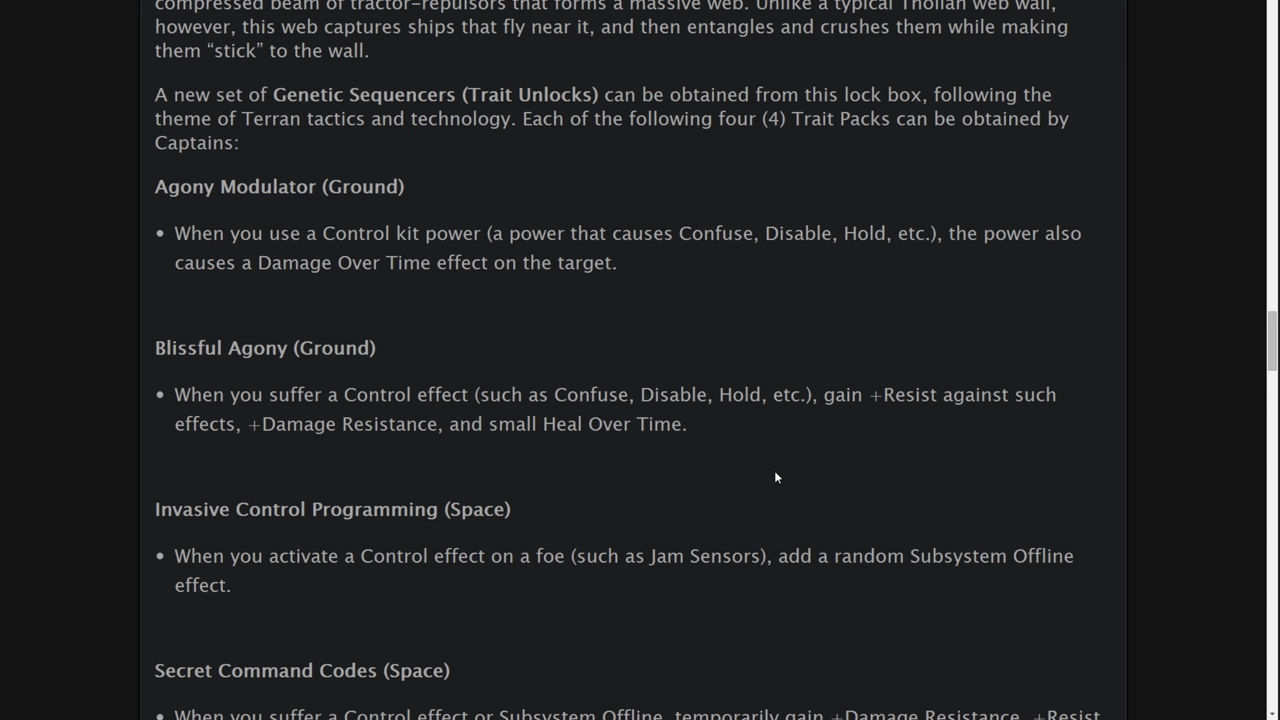 compressed beam of tractor-repulsors that forms a massive web. Unlike a typical Tholian web wall,
however, this web captures ships that fly near it, and then entangles and crushes them while making
them “stick” to the wall.
A new set of Genetic Sequencers (Trait Unlocks) can be obtained from this lock box, following the
theme of Terran tactics and technology. Each of the following four (4) Trait Packs can be obtained by
Captains:
Agony Modulator (Ground)
• When you use a Control kit power (a power that causes Confuse, Disable, Hold, etc.), the power also
causes a Damage Over Time effect on the target.
Blissful Agony (Ground)
• When you suffer a Control effect (such as Confuse, Disable, Hold, etc.), gain +Resist against such
effects, +Damage Resistance, and small Heal Over Time.
Invasive Control Programming (Space)
• When you activate a Control effect on a foe (such as Jam Sensors), add a random Subsystem Offline
effect.
Secret Command Codes (Space)
• When you suffer a Control effect or Subsystem Offline, temporarily gain +Damage Resistance, +Resist